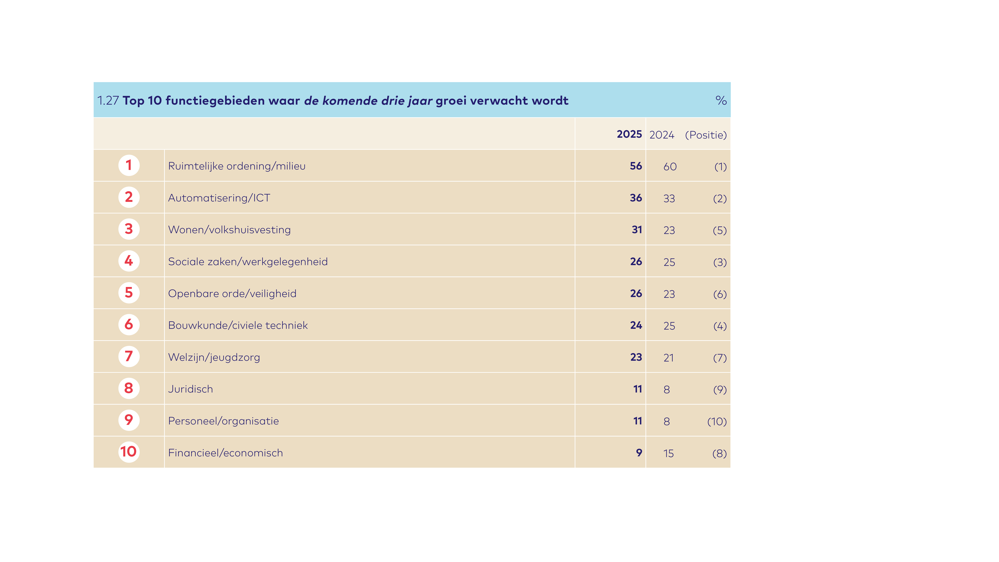 1.27 Top 10 functiegebieden waar de komende drie jaar groei verwacht wordt %
2025 2024 (Positie)
1 Ruimtelijke ordening/milieu 56 60 (1)
2 Automatisering/ICT 36 33 (2)
3 Wonen/volkshuisvesting 31 23 (5)
4 Sociale zaken/werkgelegenheid 26 25 (3)
5 Openbare orde/veiligheid 26 23 (6)
6 Bouwkunde/civiele techniek 24 25 (4)
7 Welzijn/jeugdzorg 23 21 (7)
8 Juridisch 11 8 (9)
9 Personeel/organisatie 11 8 (10)
10 Financieel/economisch 9 15 (8)